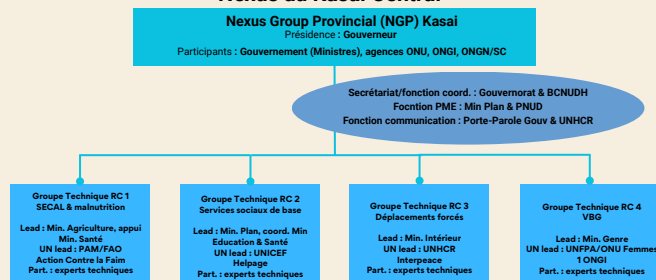 Nexus Group Provincial (NGP) Kasai
Présidence : Gouverneur
Participants : Gouvernement (Ministres), agences ONU, ONGI, ONGN/SC
Secrétariat/fonction coord. : Gouvernorat & BCNUDH
Focntion PME : Min Plan & PNUD
Fonction communication : Porte-Parole Gouv & UNHCR
Groupe Technique RC 1
SECAL & malnutrition
Lead : Min. Agriculture, appui
Min. Santé
UN lead : PAM/FAO
Action Contre la Faim
Part. : experts techniques
Groupe Technique RC 2
Services sociaux de base
Lead : Min. Plan, coord. Min
Education & Santé
UN lead : UNICEF
Helpage
Part. : experts techniques
Groupe Technique RC 3
Déplacements forcés
Lead : Min. Intérieur
UN lead : UNHCR
Interpeace
Part. : experts techniques
Groupe Technique RC 4
VBG
Lead : Min. Genre
UN lead : UNFPA/ONU Femmes
1 ONGI
Part. : experts techniques